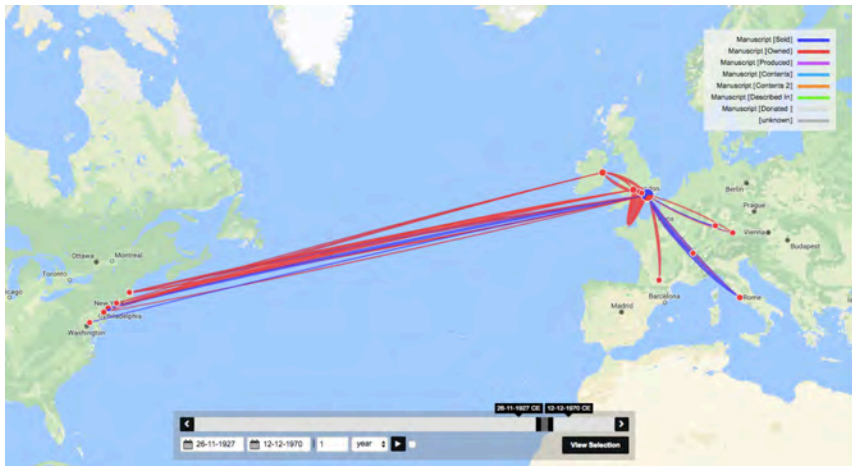 Manuscript [Sold]
Manuscript [Owned]
Manuscript [Produced]
Manuscript [Contents]
Manuscript [Contents 2]
Manuscript [Described In]
Manuscript [Donated ]
[unknown]
Berlin
Prague
Vienna
Budapest
Ottawa
Montreal
Toronto
New
Philadelphia
Washington
Madrid
Barcelona
Rome
26-11-1927 CE
12-12-1970 CE
26-11-1927
12-12-1970
1
year
View Selection